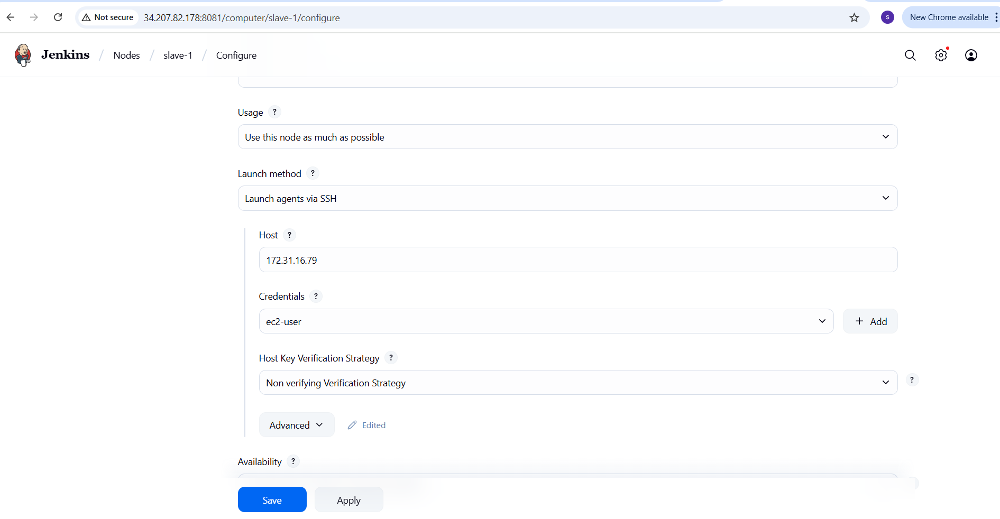 Not secure 34.207.82.178:8081/computer/slave-1/configure S New Chrome available
Jenkins / Nodes / slave-1 / Configure
Usage ?
Use this node as much as possible
Launch method ?
Launch agents via SSH
Host ?
172.31.16.79
Credentials ?
ec2-user + Add
Host Key Verification Strategy ?
Non verifying Verification Strategy ?
Advanced Edited
Availability ?
Save Apply